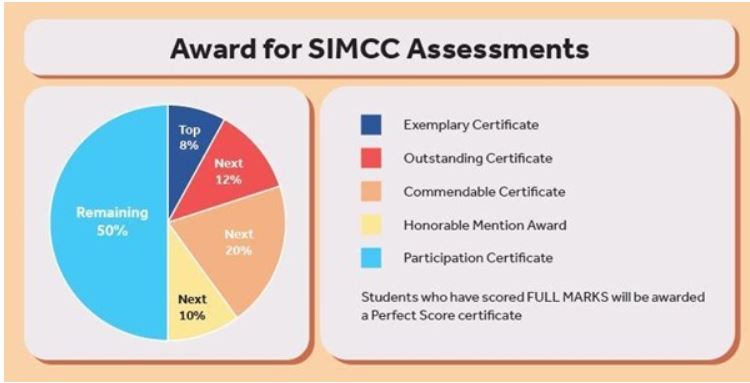 Award for SIMCC Assessments
Top
8%
Next
12%
Next
20%
Next
10%
Remaining
50%
Exemplary Certificate
Outstanding Certificate
Commendable Certificate
Honorable Mention Award
Participation Certificate
Students who have scored FULL MARKS will be awarded
a Perfect Score certificate